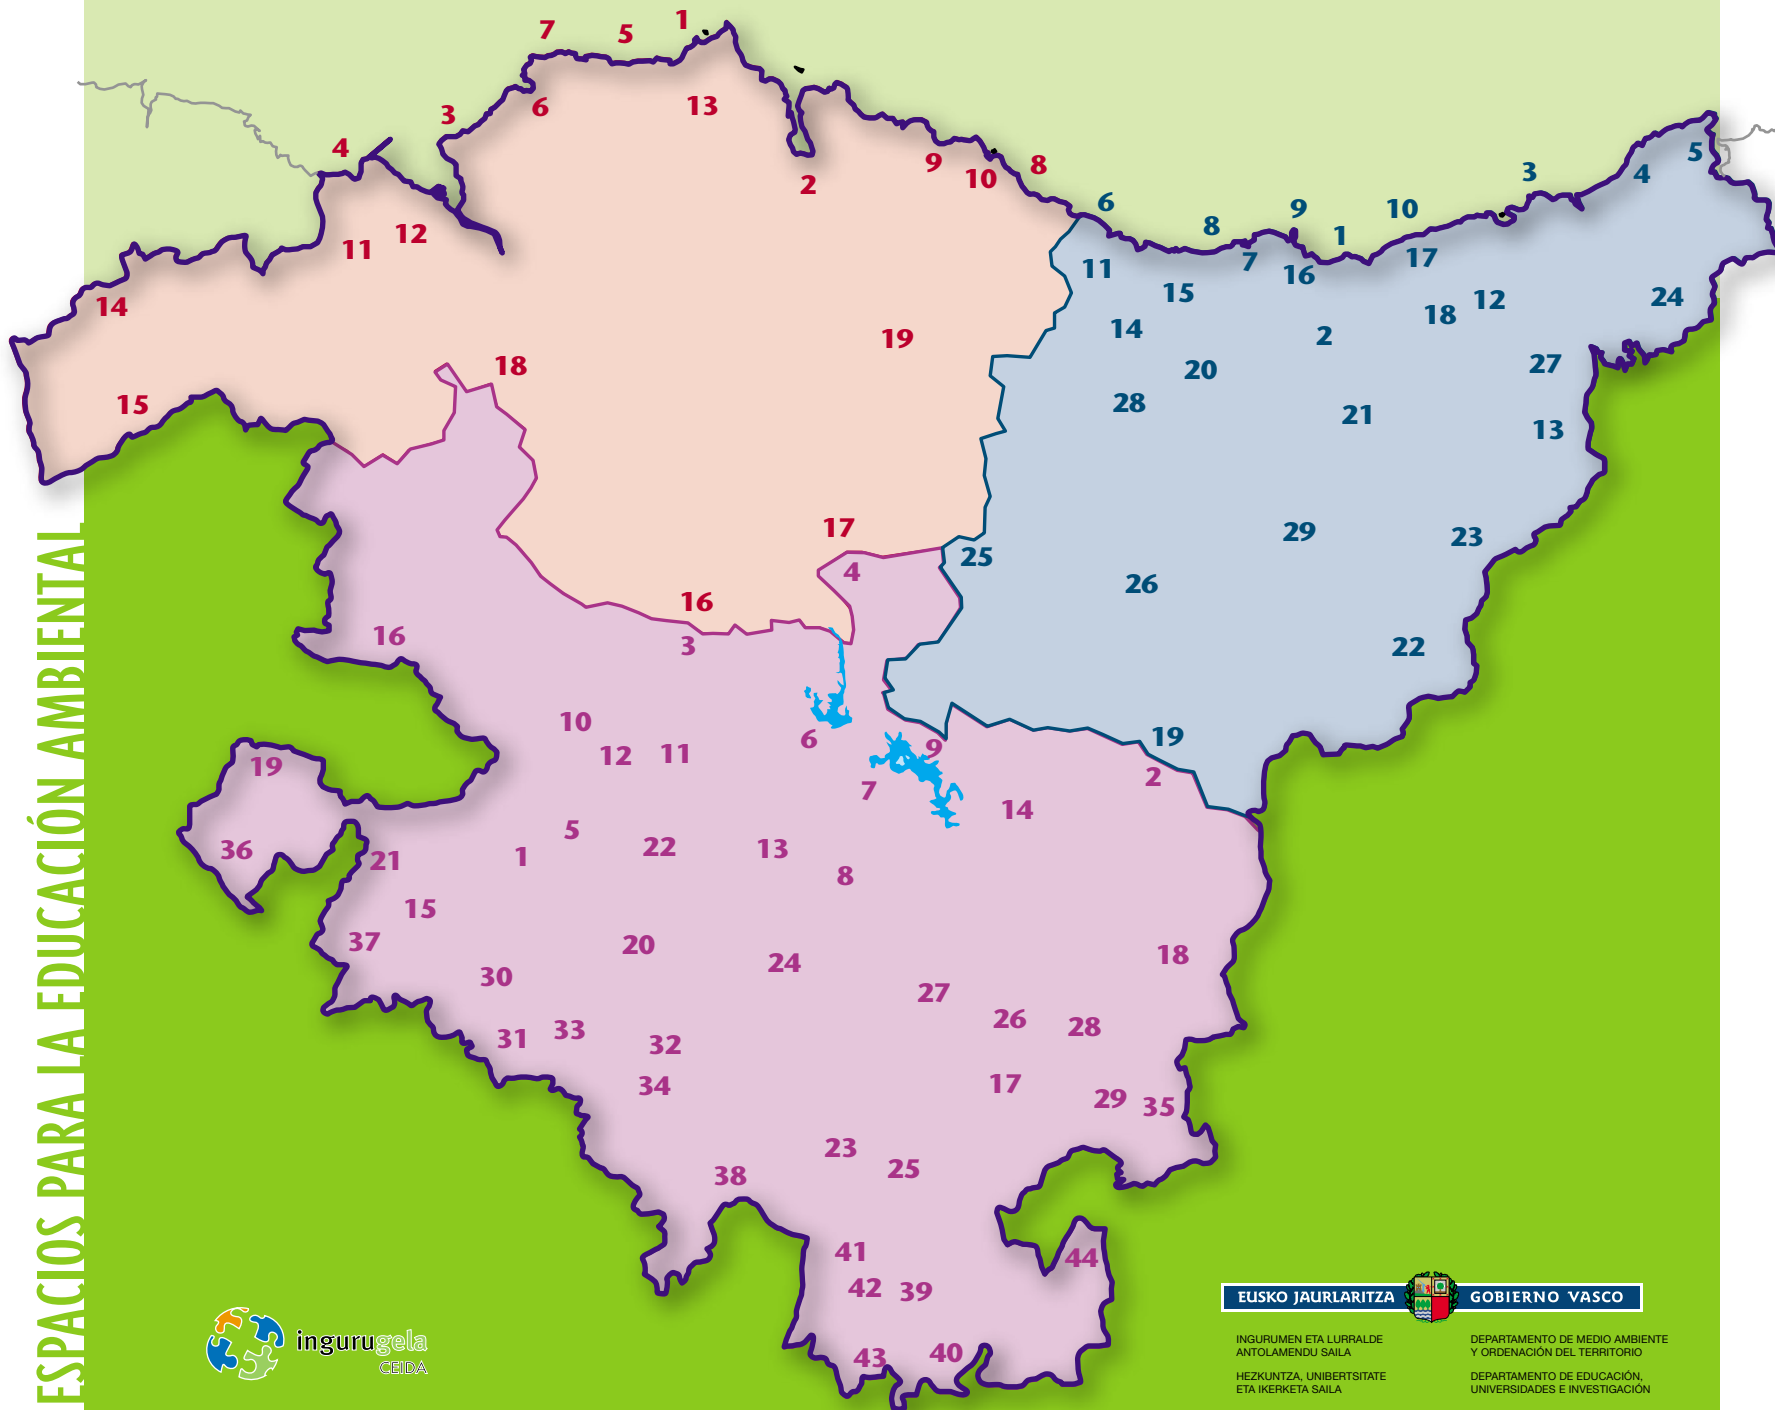 7 5 1
3 6 13
4
2 9 10 8
11 12
14
18 19
15
17
16
6 8 9 1 10 3 4 5
11 15 7 16 17
14 2 18 12 24
20 27
28 21 13
25 29 23
26
22
19
4
16 3
10 12 11 6 9
19 7 2
14
36 21 5 1 22 13 8
15
37 20 24 18
30 27
31 33 32 26 28
34 17 29 35
23 25
38
41 44
42 39
43 40
ESPACIOS PARA LA EDUCACIÓN AMBIENTAL
ingurugela
CEIDA
EUSKO JAURLARITZA GOBIERNO VASCO
INGURUMEN ETA LURRALDE
ANTOLAMENDU SAILA
HEZKUNTZA, UNIBERTSITATE
ETA IKERKETA SAILA
DEPARTAMENTO DE MEDIO AMBIENTE
Y ORDENACIÓN DEL TERRITORIO
DEPARTAMENTO DE EDUCACIÓN,
UNIVERSIDADES E INVESTIGACIÓN